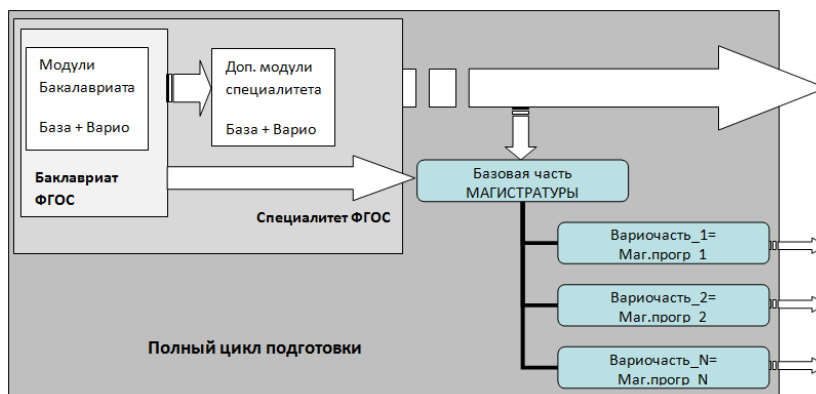 Модули
Бакалавриата
База + Варио
Баклавриат
ФГОС
Доп. модули
специалитета
База + Варио
Специалитет ФГОС
Базовая часть
МАГИСТРАТУРЫ
Вариочасть_1=
Маг.прогр_1
Вариочасть_2=
Маг.прогр_2
Вариочасть_N=
Маг.прогр_N
Полный цикл подготовки